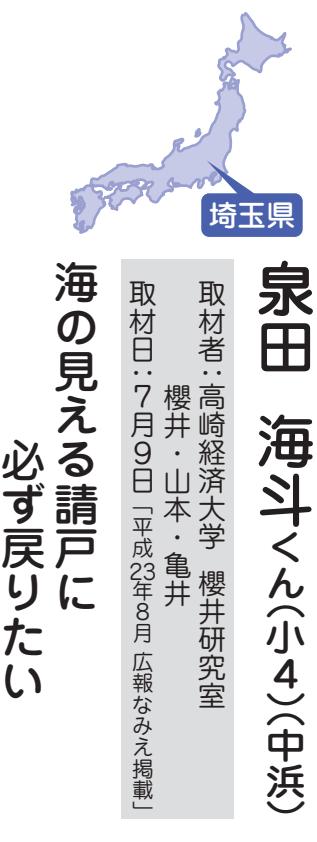 埼玉県
泉田　海斗くん（小４）（中浜）
取材者：高崎経済大学　櫻井研究室
櫻井・山本・亀井
取材日：７月９日「平成23年８月 広報なみえ掲載」
海の見える請戸に
必ず戻りたい